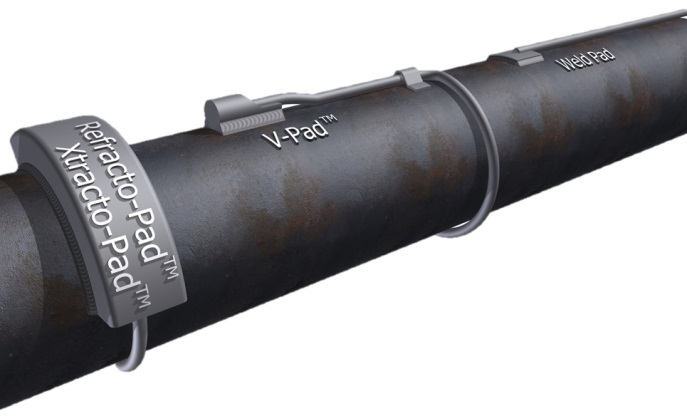 Refracto-Pad™
Xtracto-Pad™
V-Pad™
Weld Pad